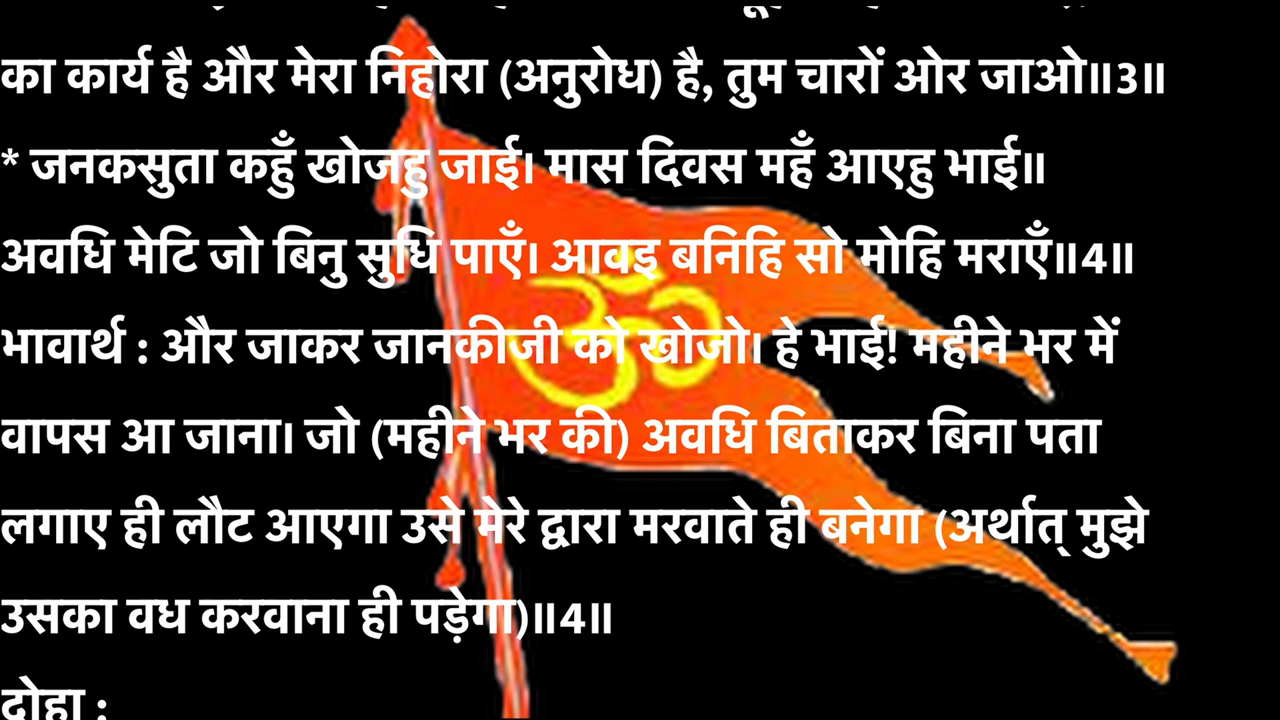 का कार्य है और मेरा निहोरा (अनुरोध) है, तुम चारों ओर जाओ॥3॥
* जनकसुता कहुँ खोजहु जाई। मास दिवस महँ आएहु भाई॥
अवधि मेटि जो बिनु सुधि पाएँ। आवइ बनिहि सो मोहि मराएँ॥4॥
भावार्थ : और जाकर जानकीजी को खोजो। हे भाई! महीने भर में
वापस आ जाना। जो (महीने भर की) अवधि बिताकर बिना पता
लगाए ही लौट आएगा उसे मेरे द्वारा मरवाते ही बनेगा (अर्थात् मुझे
उसका वध करवाना ही पड़ेगा)॥4॥
दोहा :
ॐ